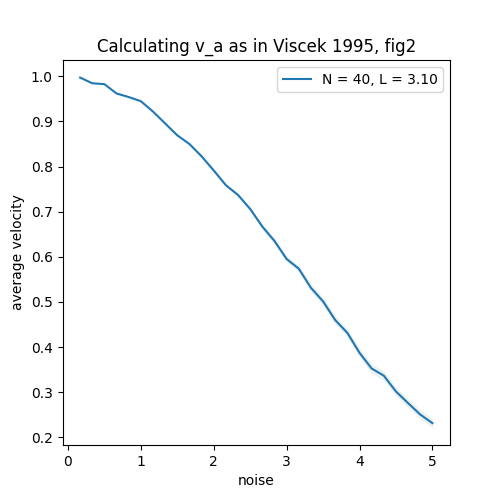 Calculating v_a as in Viscek 1995, fig2
N = 40, L = 3.10
1.0
0.9
0.8
0.7
0.6
0.5
0.4
0.3
0.2
average velocity
0 1 2 3 4 5
noise